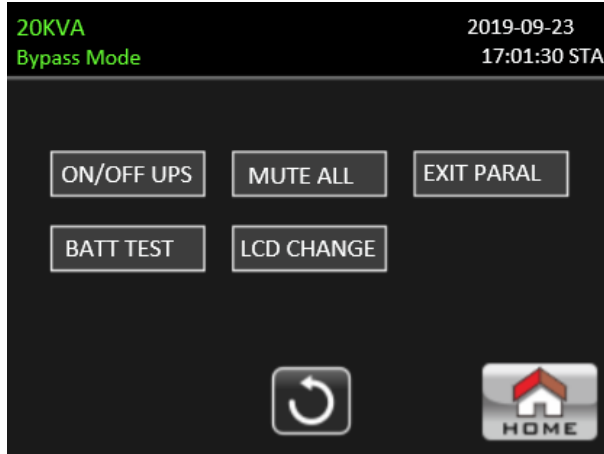 20KVA 2019-09-23
Bypass Mode 17:01:30 STA
ON/OFF UPS MUTE ALL EXIT PARAL
BATT TEST LCD CHANGE
HOME